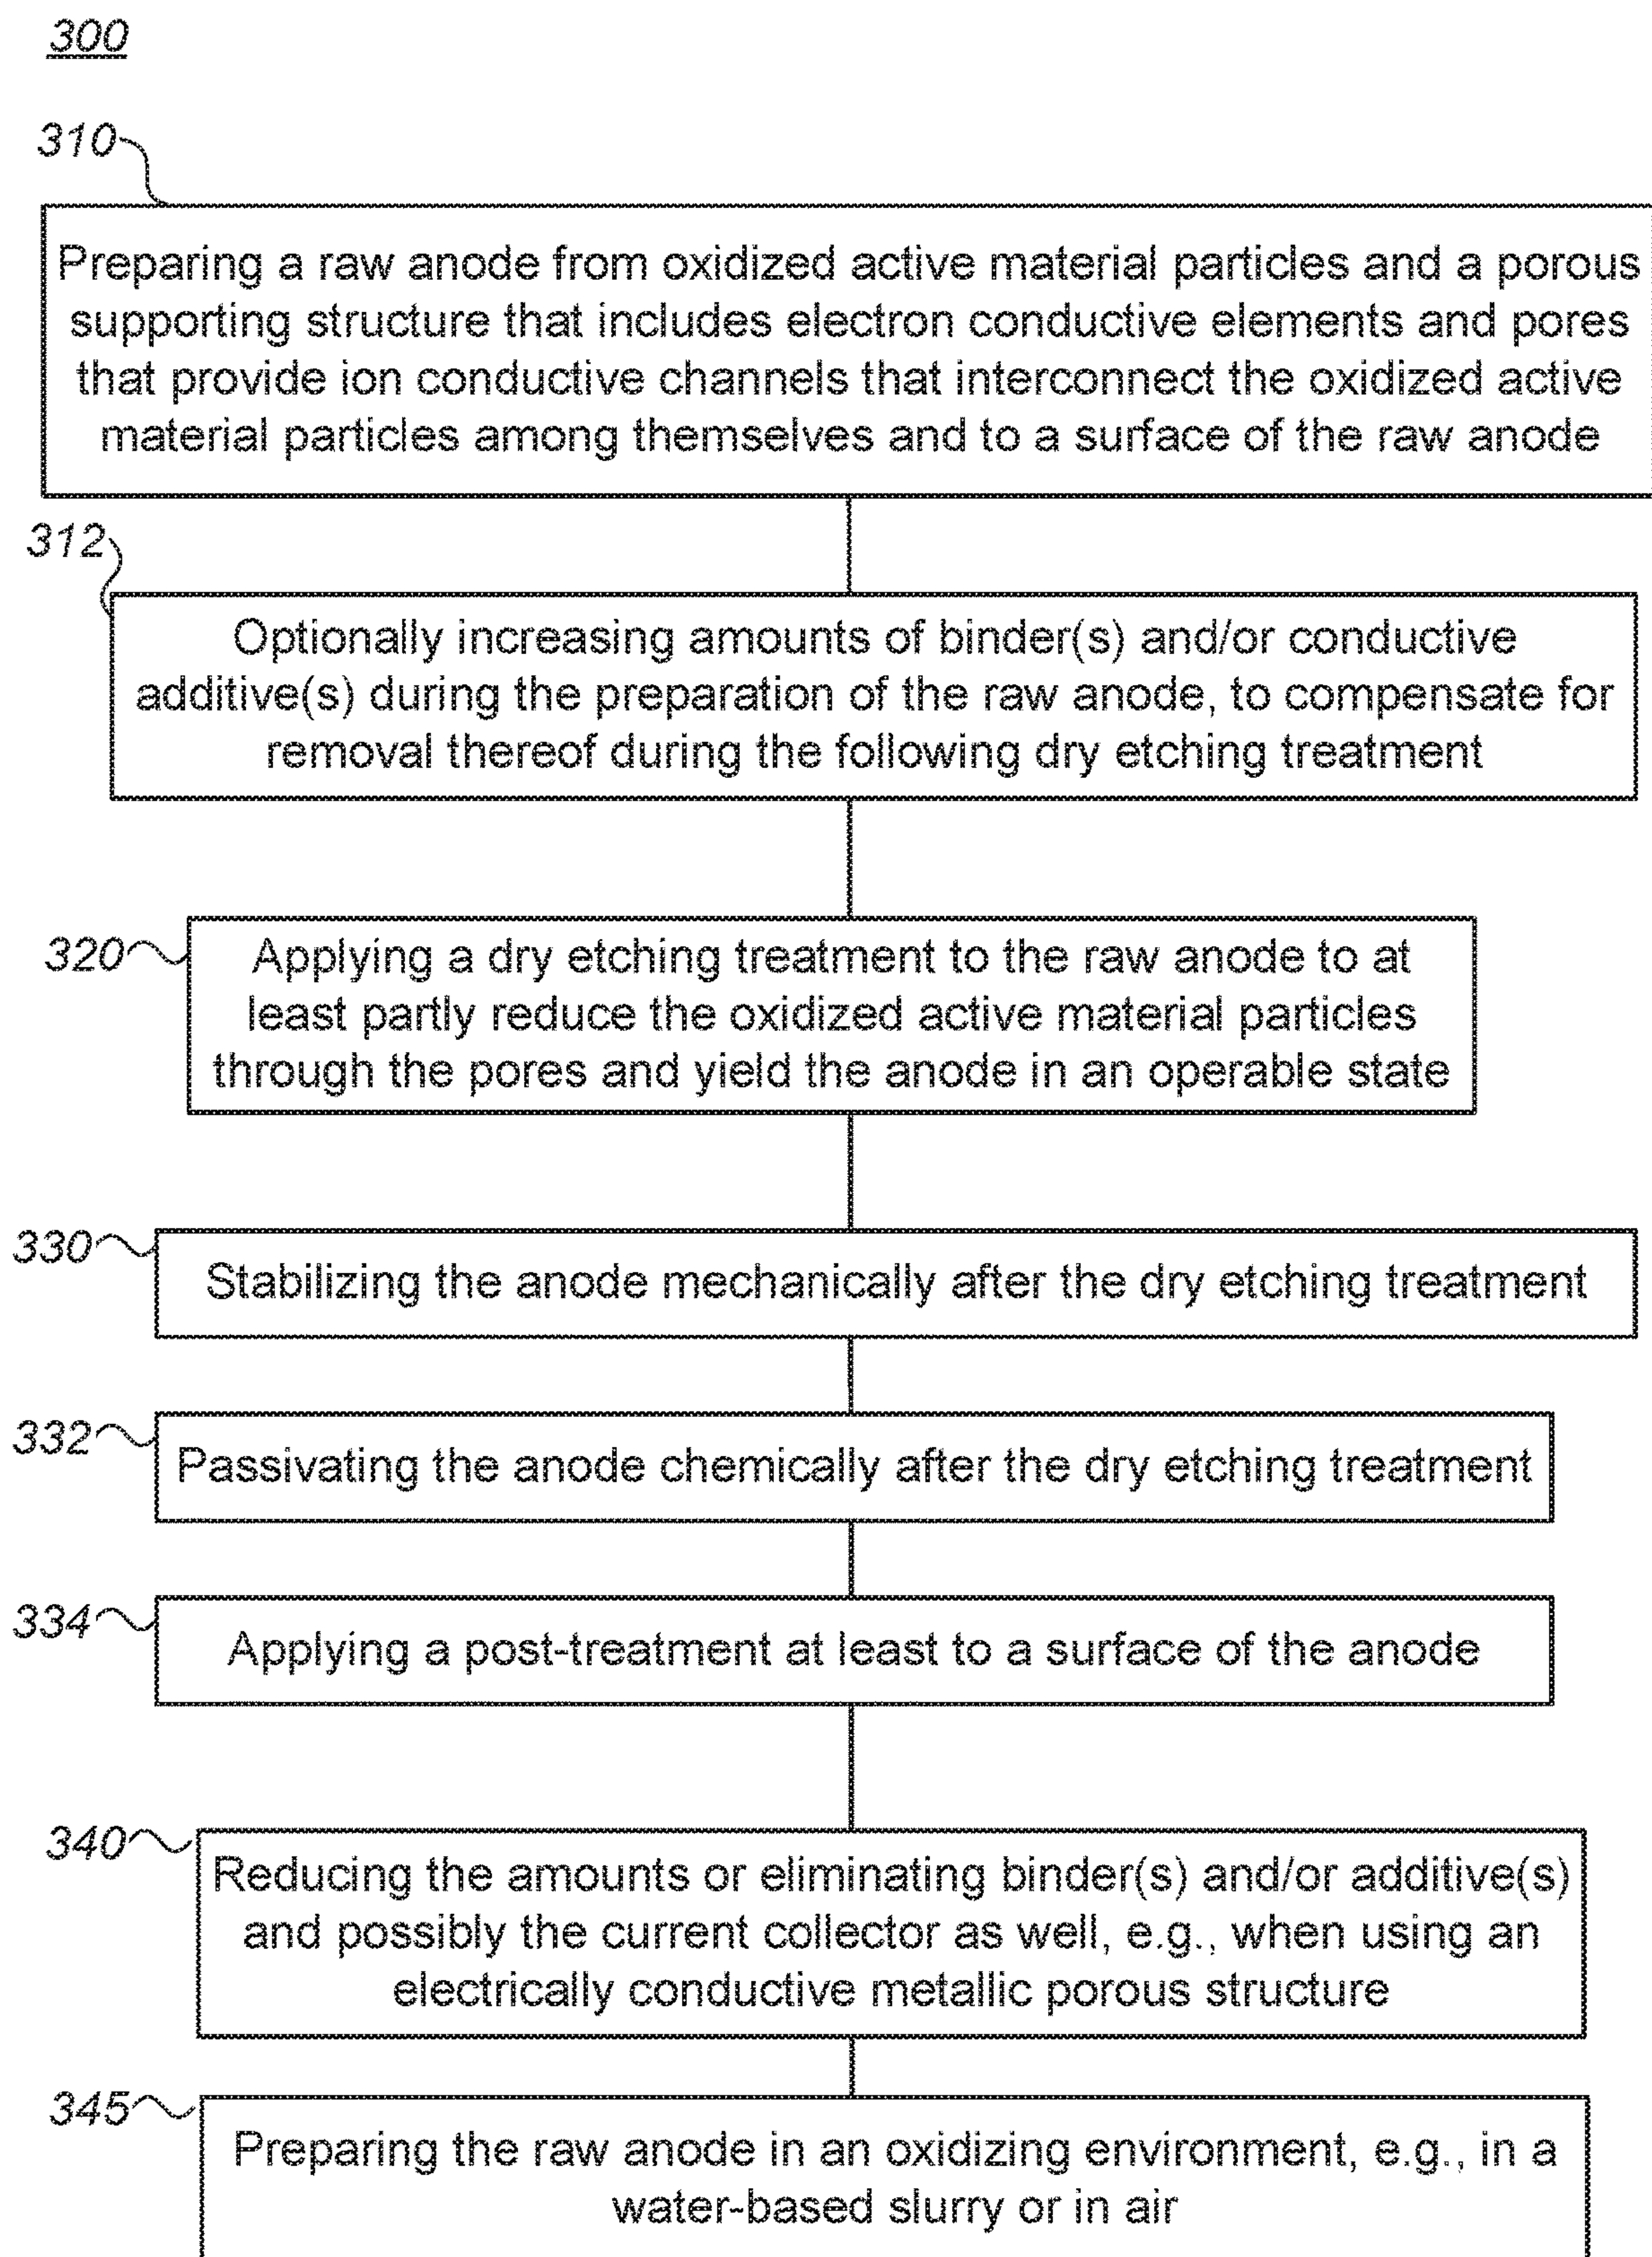 300
310
Preparing a raw anode from oxidized active material particles and a porous
supporting structure that includes electron conductive elements and pores
that provide ion conductive channels that interconnect the oxidized active
material particles among themselves and to a surface of the raw anode
312
Optionally increasing amounts of binder(s) and/or conductive
additive(s) during the preparation of the raw anode, to compensate for
removal thereof during the following dry etching treatment
320
Applying a dry etching treatment to the raw anode to at
least partly reduce the oxidized active material particles
through the pores and yield the anode in an operable state
330
Stabilizing the anode mechanically after the dry etching treatment
332
Passivating the anode chemically after the dry etching treatment
334
Applying a post-treatment at least to a surface of the anode
340
Reducing the amounts or eliminating binder(s) and/or additive(s)
and possibly the current collector as well, e.g., when using an
electrically conductive metallic porous structure
345
Preparing the raw anode in an oxidizing environment, e.g., in a
water-based slurry or in air